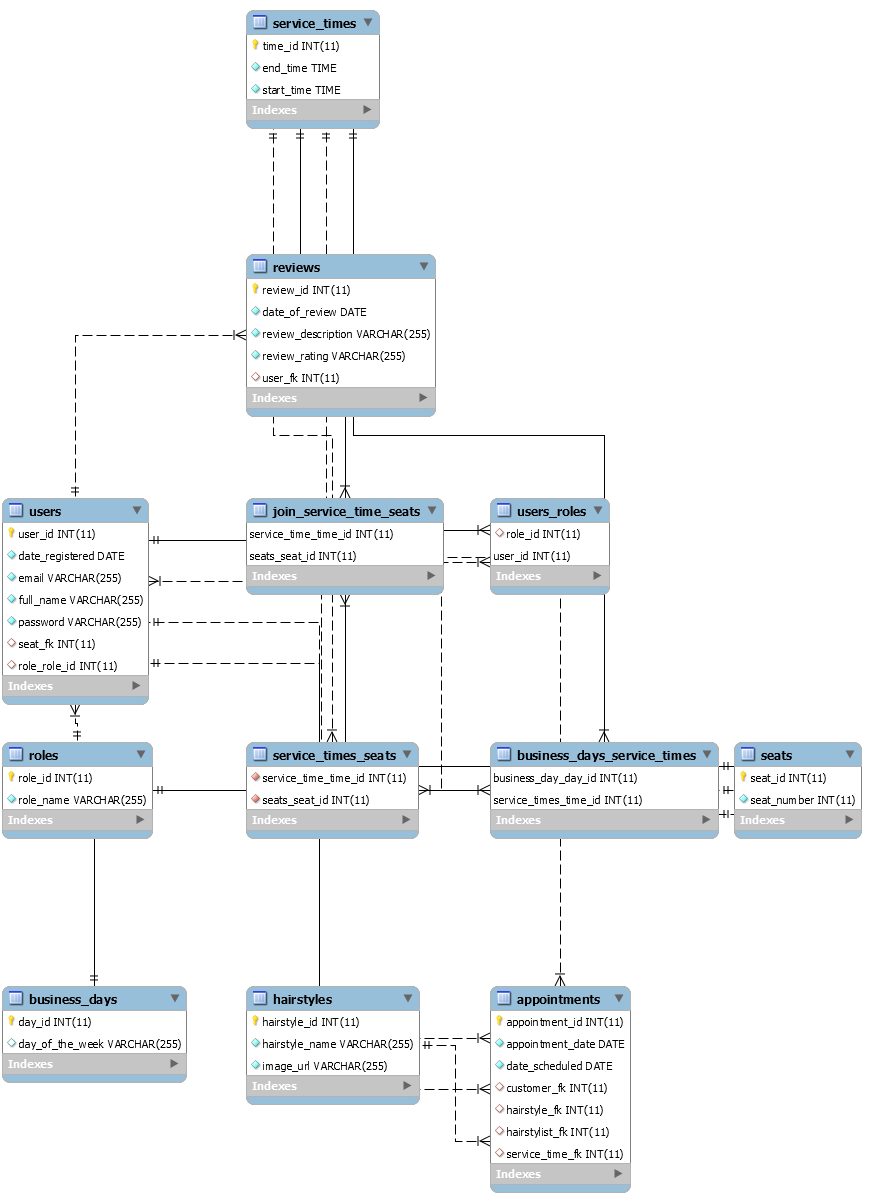 service_times
time_id INT(11)
end_time TIME
start_time TIME
Indexes
reviews
review_id INT(11)
date_of_review DATE
review_description VARCHAR(255)
review_rating VARCHAR(255)
user_fk INT(11)
Indexes
users
user_id INT(11)
date_registered DATE
email VARCHAR(255)
full_name VARCHAR(255)
password VARCHAR(255)
seat_fk INT(11)
role_role_id INT(11)
Indexes
join_service_time_seats
service_time_time_id INT(11)
seats_seat_id INT(11)
Indexes
users_roles
role_id INT(11)
user_id INT(11)
Indexes
roles
role_id INT(11)
role_name VARCHAR(255)
Indexes
service_times_seats
service_time_time_id INT(11)
seats_seat_id INT(11)
Indexes
business_days_service_times
business_day_day_id INT(11)
service_times_time_id INT(11)
Indexes
seats
seat_id INT(11)
seat_number INT(11)
Indexes
business_days
day_id INT(11)
day_of_the_week VARCHAR(255)
Indexes
hairstyles
hairstyle_id INT(11)
hairstyle_name VARCHAR(255)
image_url VARCHAR(255)
Indexes
appointments
appointment_id INT(11)
appointment_date DATE
date_scheduled DATE
customer_fk INT(11)
hairstyle_fk INT(11)
hairstylist_fk INT(11)
service_time_fk INT(11)
Indexes